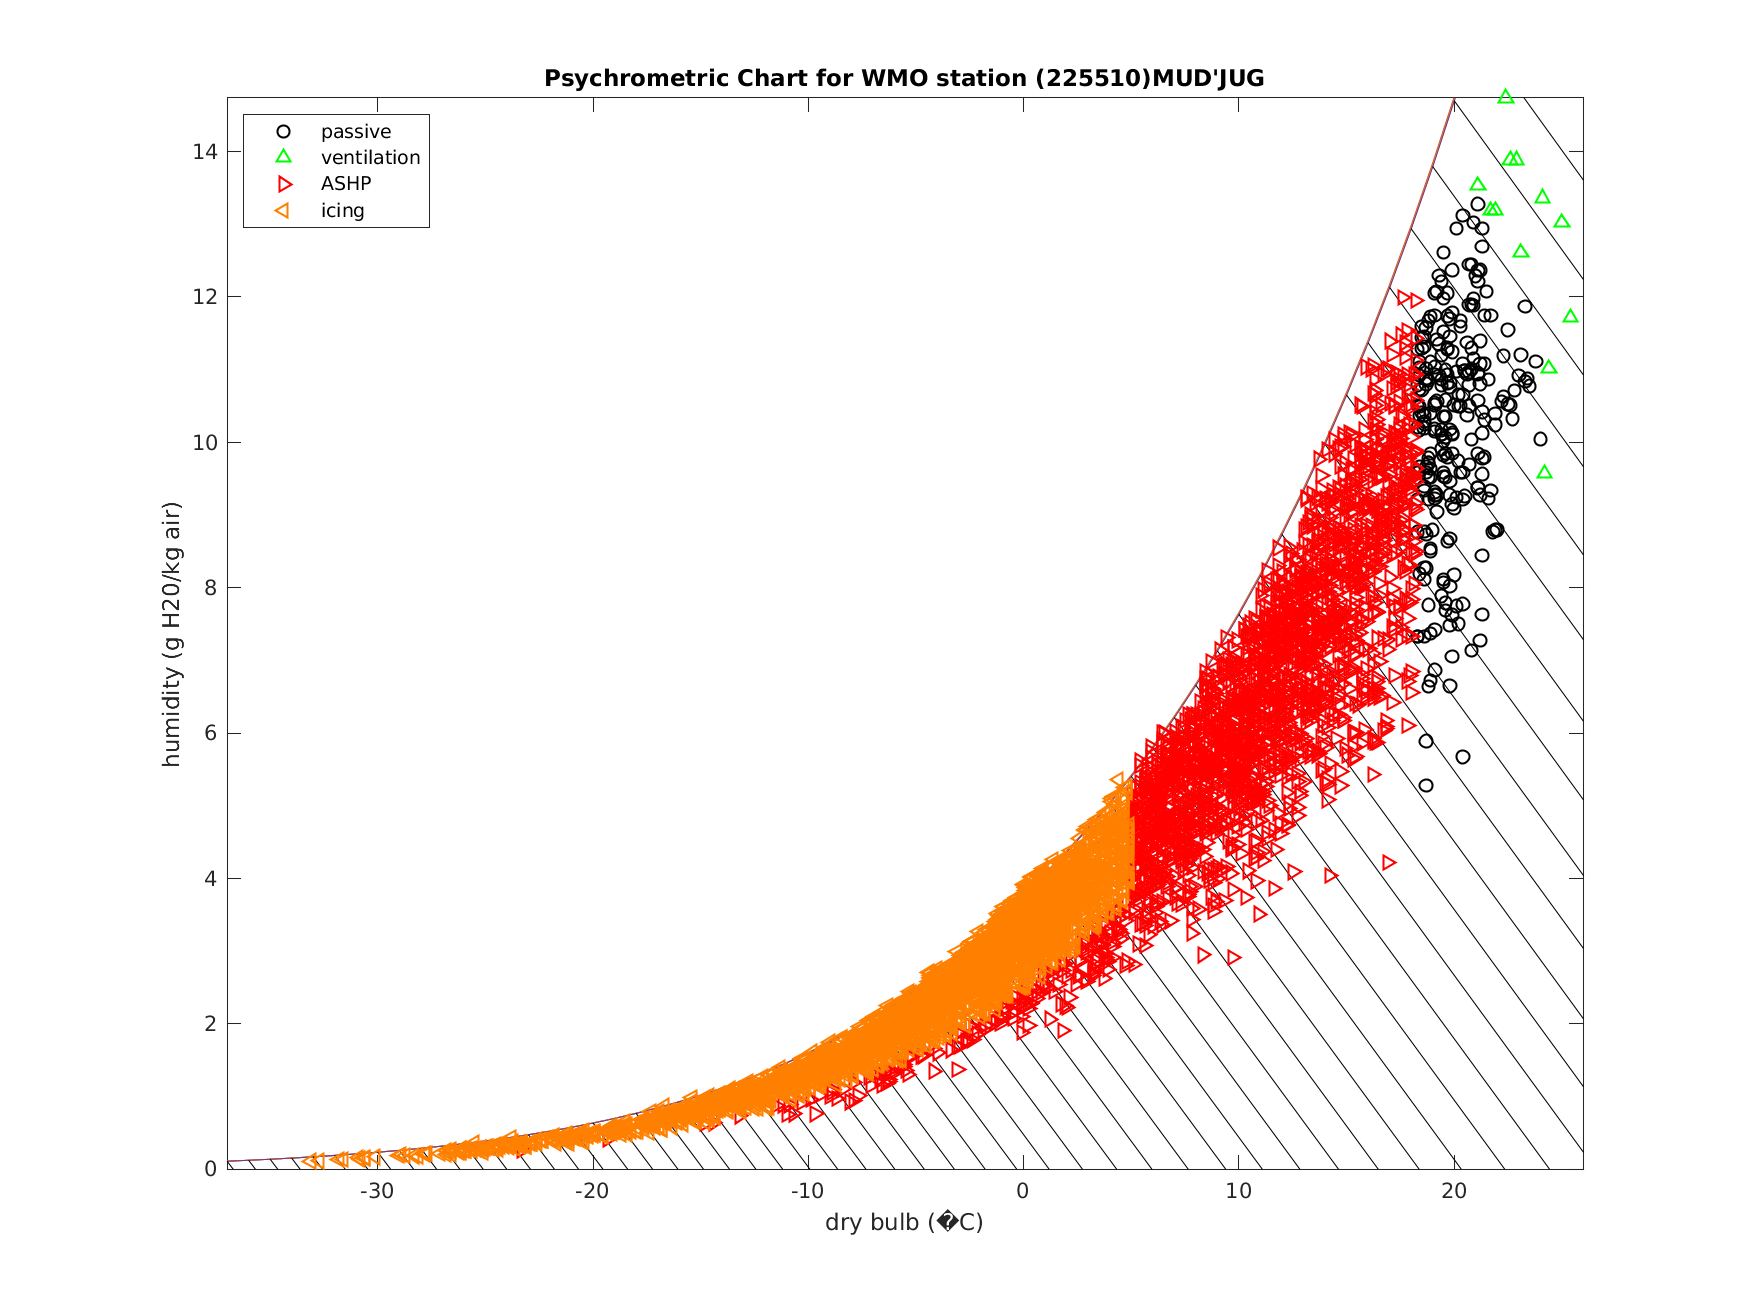 Psychrometric Chart for WMO station (225510)MUD'JUG
passive
ventilation
ASHP
icing
14
12
10
8
6
4
2
0
humidity (g H20/kg air)
-30 -20 -10 0 10 20
dry bulb (�C)